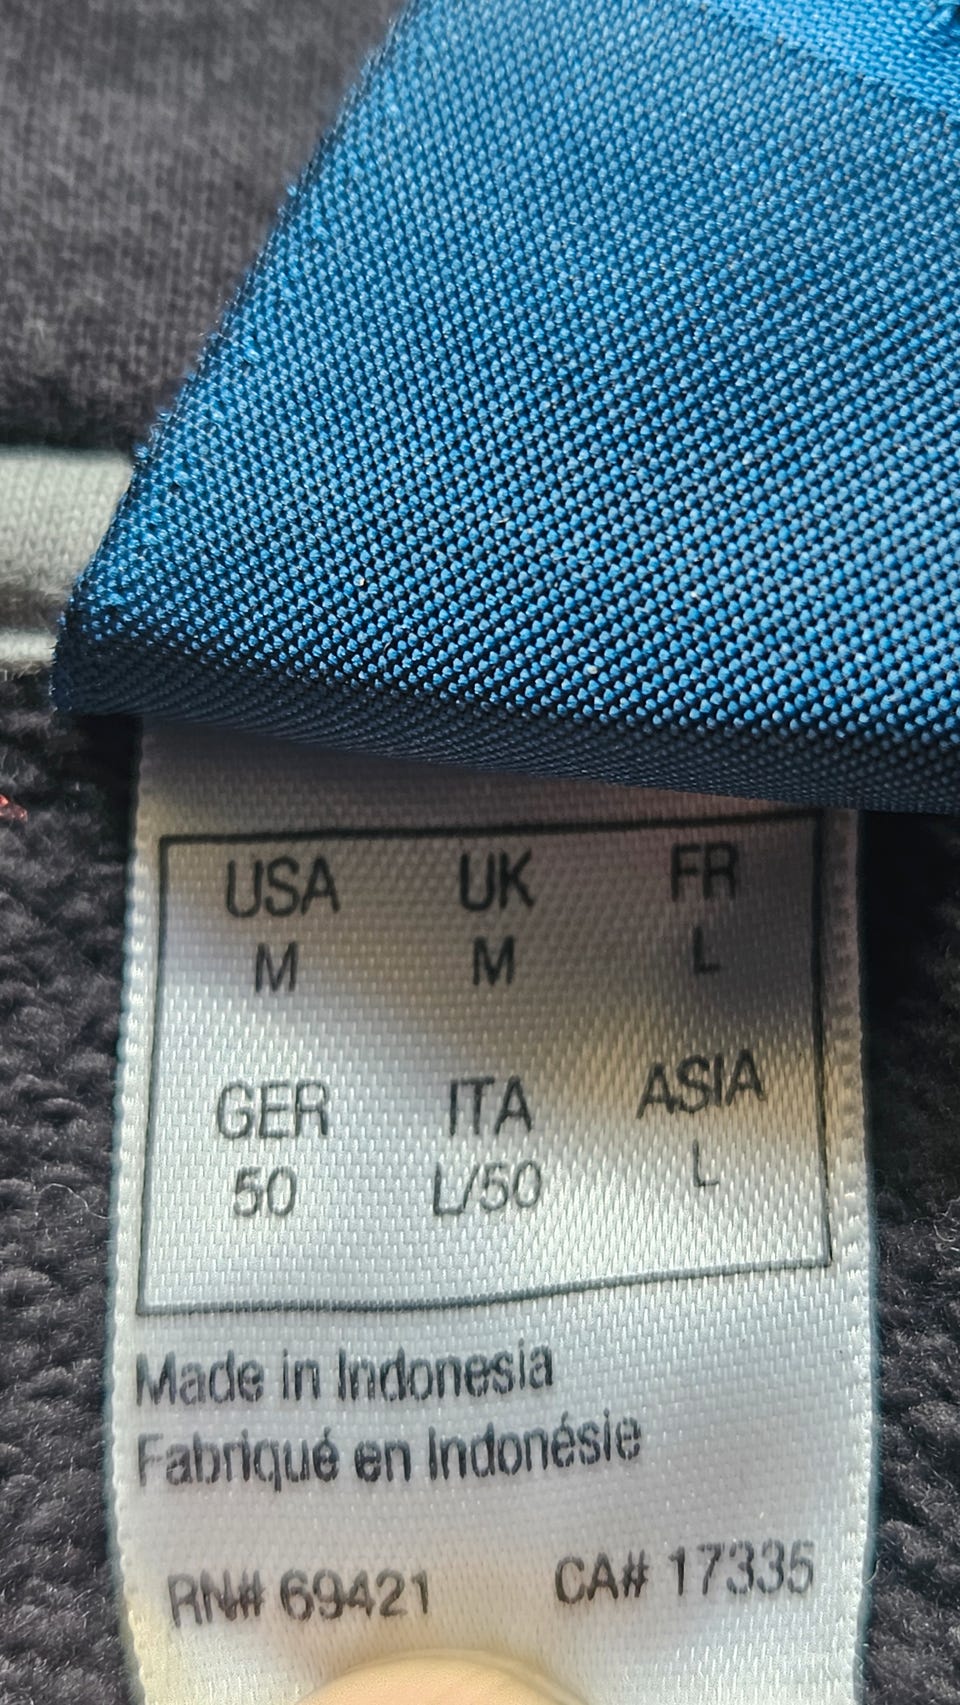 USA UK FR
M M L
GER ITA ASIA
50 L/50 L
Made in Indonesia
Fabriqué en Indonésie
RN# 69421 CA# 17335